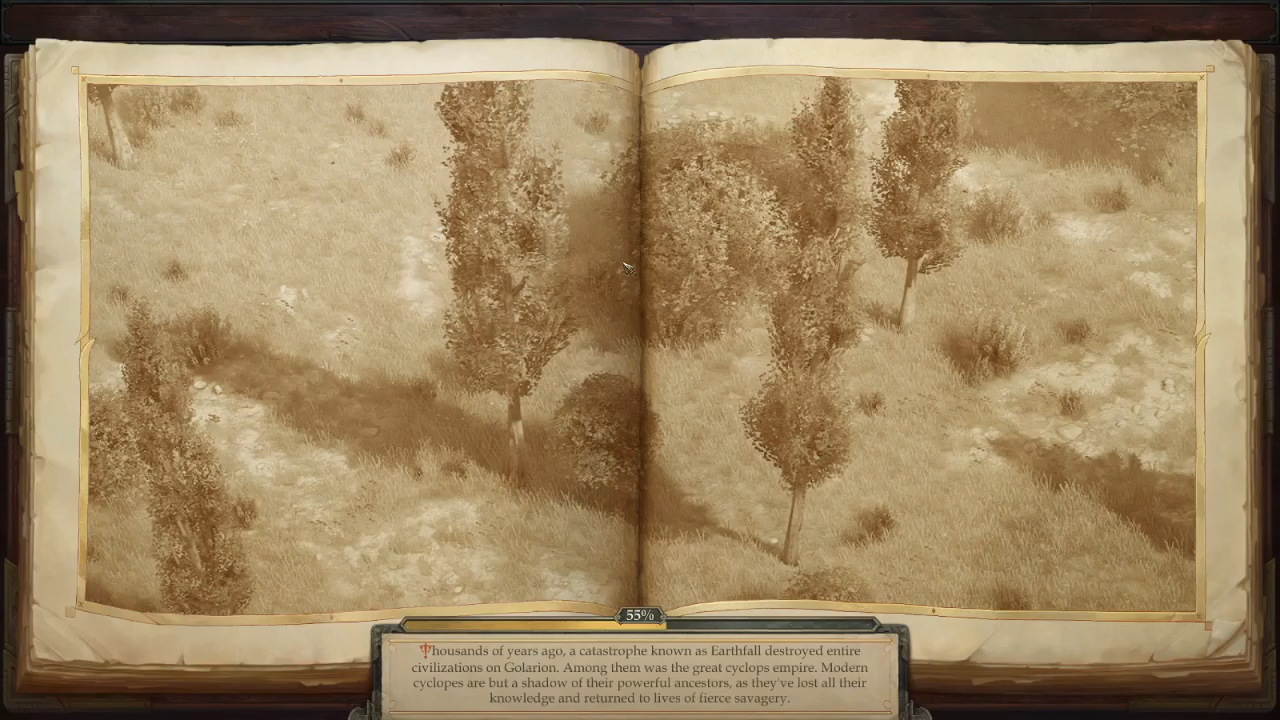 55%
Thousands of years ago, a catastrophe known as Earthfall destroyed entire
civilizations on Golarion. Among them was the great cyclops empire. Modern
cyclopes are but a shadow of their powerful ancestors, as they've lost all their
knowledge and returned to lives of fierce savagery.